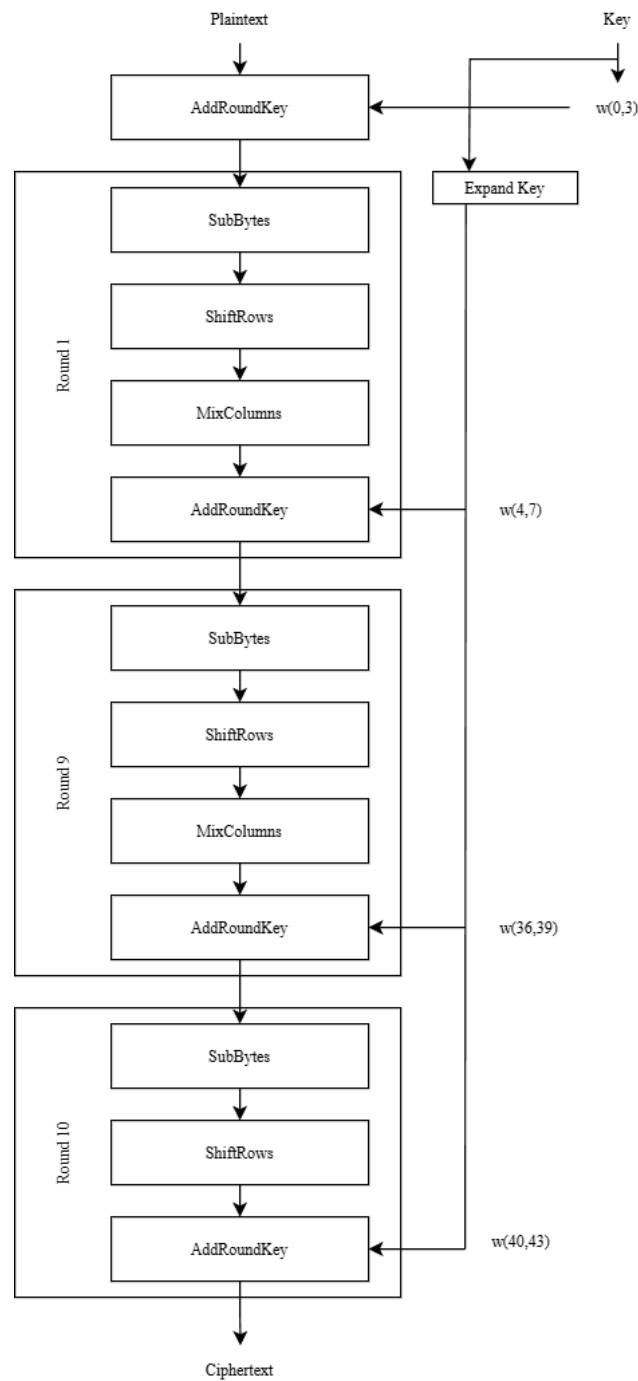 Plaintext
Key
AddRoundKey
w(0,3)
Expand Key
Round 1
SubBytes
ShiftRows
MixColumns
AddRoundKey
w(4,7)
Round 9
SubBytes
ShiftRows
MixColumns
AddRoundKey
w(36,39)
Round 10
SubBytes
ShiftRows
AddRoundKey
w(40,43)
Ciphertext